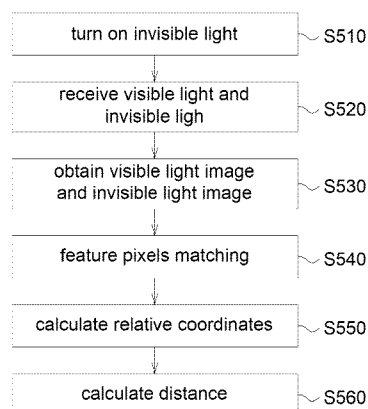 turn on invisible light
S510
receive visible light and
invisible ligh
S520
obtain visible light image
and invisible light image
S530
feature pixels matching
S540
calculate relative coordinates
S550
calculate distance
S560